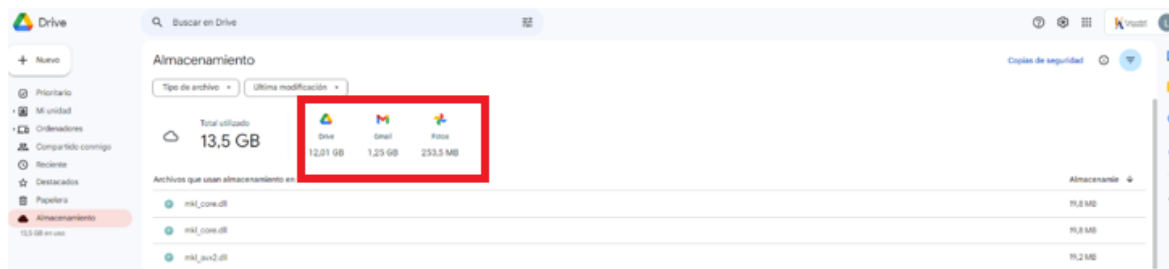 Drive
Buscar en Drive
Nuevo
Almacenamiento
Copias de seguridad
Tipo de archivo
Última modificación
Prioritario
Mi unidad
Ordenadores
Compartido conmigo
Reciente
Destacados
Papelera
Almacenamiento
13,5 GB en uso
Total utilizado
13,5 GB
Drive
12,01 GB
Gmail
1,25 GB
Fotos
253,5 MB
Archivos que usan almacenamiento en
Almacenamie
mkl_core.dll
19,8 MB
mkl_core.dll
19,8 MB
mkl_avx2.dll
19,2 MB